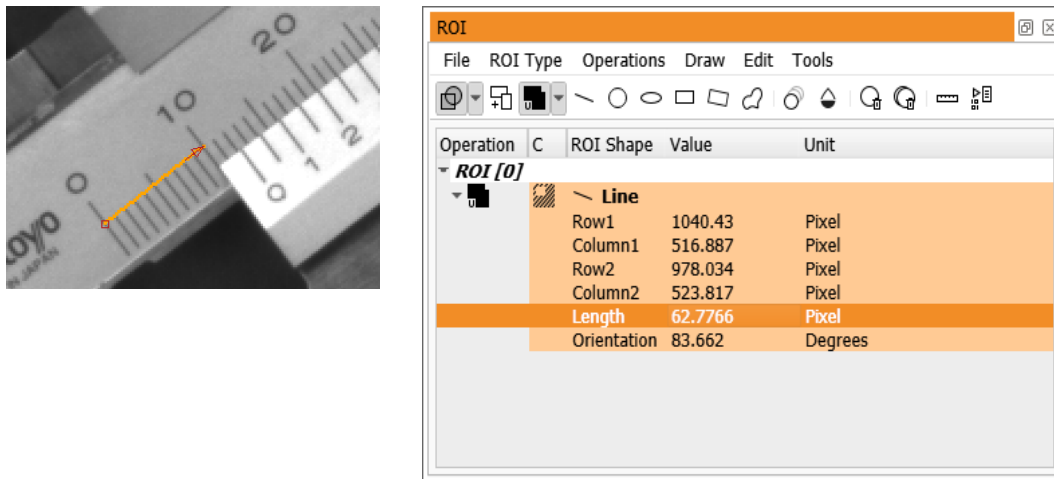 0
10
20
0
1
2
JAPAN
ROI
File ROI Type Operations Draw Edit Tools
Operation C ROI Shape Value Unit
ROI [0]
Line
Row1 1040.43 Pixel
Column1 516.887 Pixel
Row2 978.034 Pixel
Column2 523.817 Pixel
Length 62.7766 Pixel
Orientation 83.662 Degrees